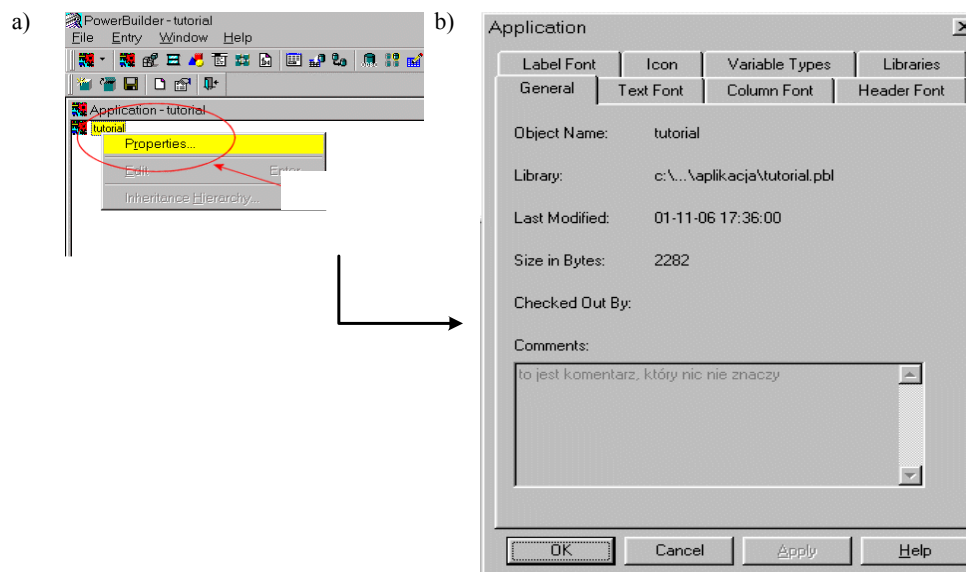 a)
PowerBuilder - tutorial
File Entry Window Help
Application - tutorial
tutorial
Properties...
Edit Enter
Inheritance Hierarchy...
b)
Application
Label Font Icon Variable Types Libraries
General Text Font Column Font Header Font
Object Name: tutorial
Library: c:\...\aplikacja\tutorial.pbl
Last Modified: 01-11-06 17:36:00
Size in Bytes: 2282
Checked Out By:
Comments:
to jest komentarz, który nic nie znaczy
OK Cancel Apply Help